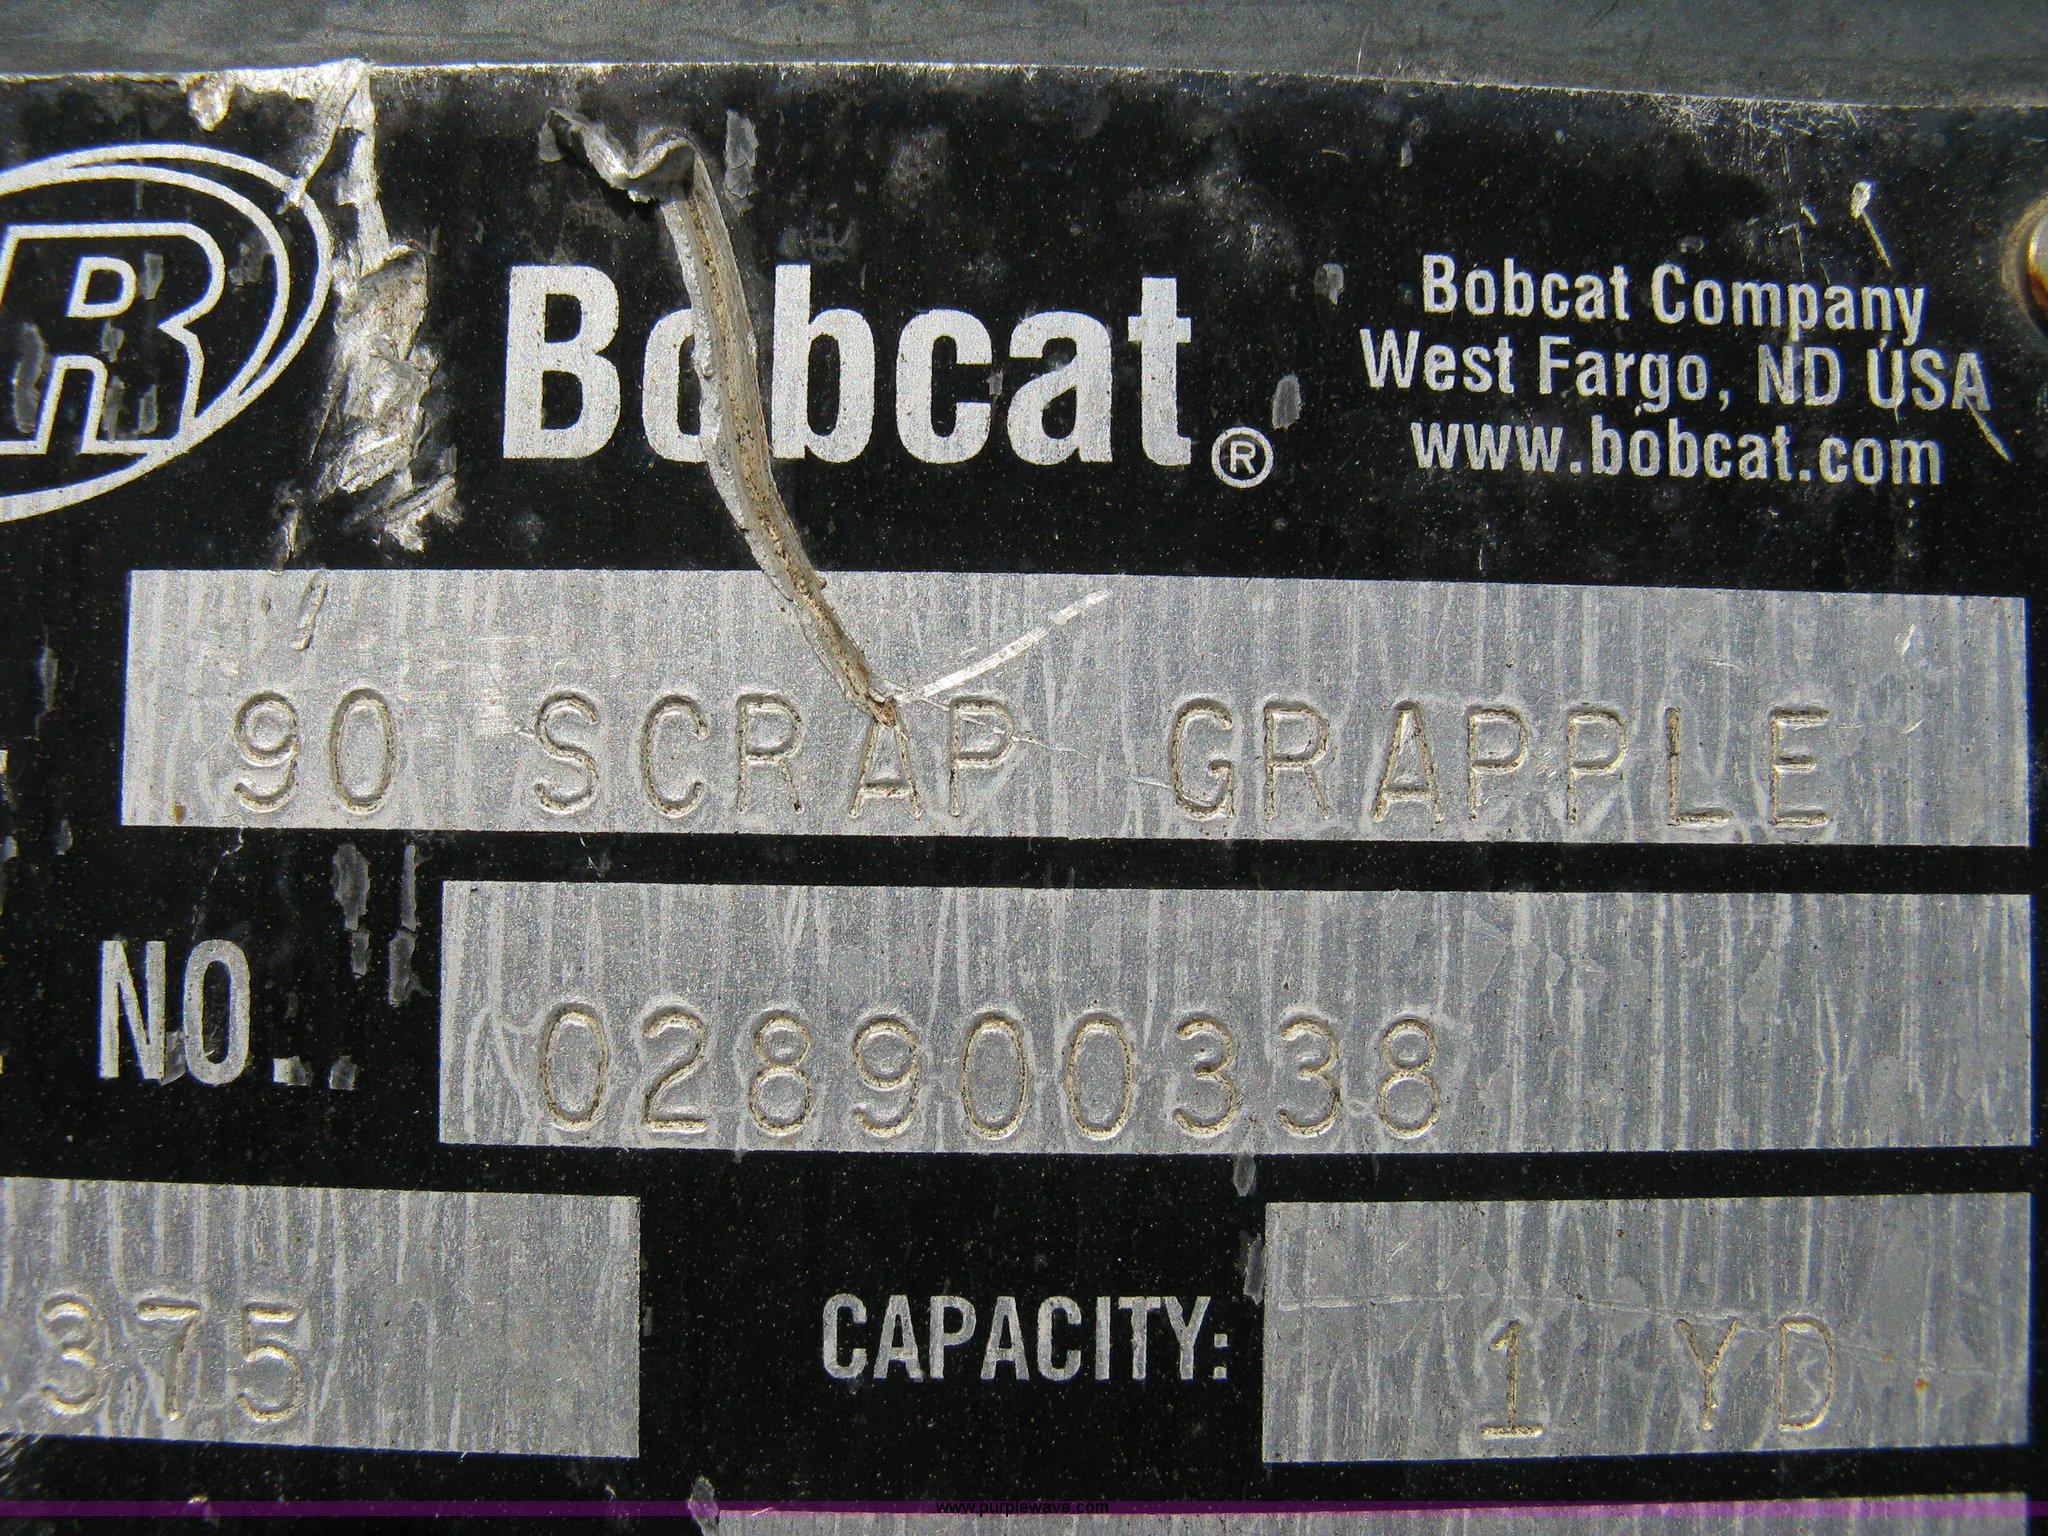 Bobcat®
Bobcat Company
West Fargo, ND USA
www.bobcat.com
90 SCRAP GRAPPLE
NO.
028900338
375
CAPACITY:
1 YD
www.purplewave.com